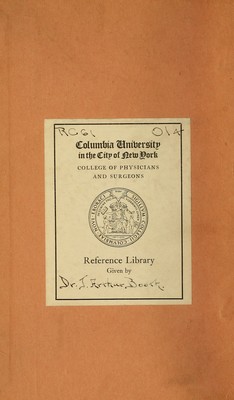 RC61 O14
Columbia University
in the City of New York
COLLEGE OF PHYSICIANS
AND SURGEONS
Reference Library
Given by
Dr. J. Arthur Booth.